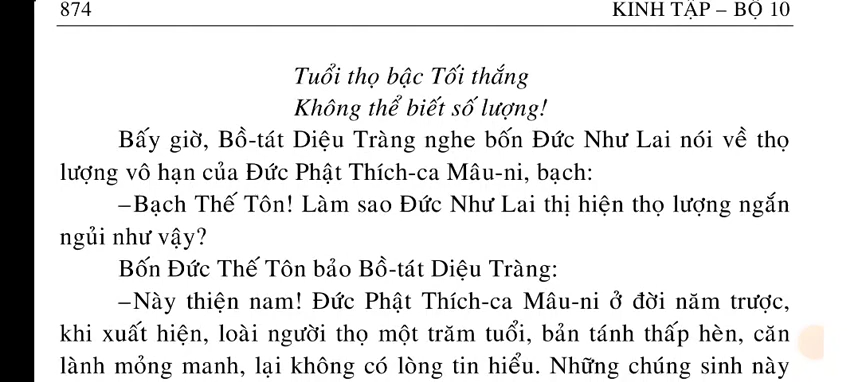 874 KINH TẬP – BỘ 10
Tuổi thọ bậc Tối thắng
Không thể biết số lượng!
Bấy giờ, Bồ-tát Diệu Tràng nghe bốn Đức Như Lai nói về thọ
lượng vô hạn của Đức Phật Thích-ca Mâu-ni, bạch:
–Bạch Thế Tôn! Làm sao Đức Như Lai thị hiện thọ lượng ngắn
ngủi như vậy?
Bốn Đức Thế Tôn bảo Bồ-tát Diệu Tràng:
–Này thiện nam! Đức Phật Thích-ca Mâu-ni ở đời năm trược,
khi xuất hiện, loài người thọ một trăm tuổi, bản tánh thấp hèn, căn
lành mỏng manh, lại không có lòng tin hiểu. Những chúng sinh này